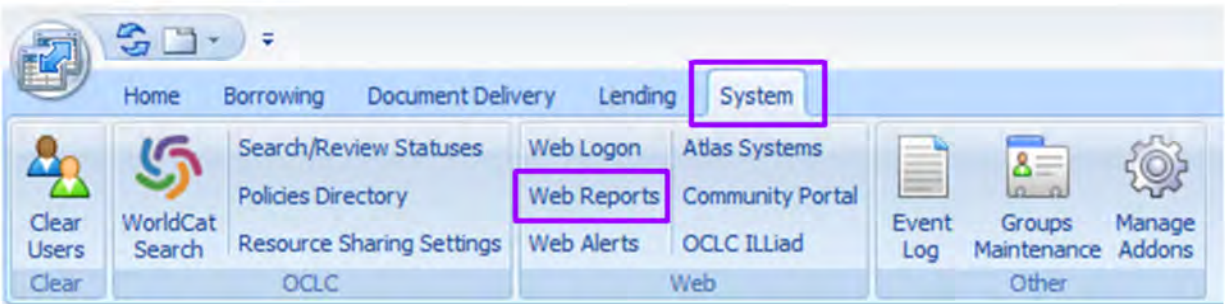 Home Borrowing Document Delivery Lending System
Search/Review Statuses Web Logon Atlas Systems
Policies Directory Web Reports Community Portal
Clear Users WorldCat Search Resource Sharing Settings Web Alerts OCLC ILLiad Event Log Groups Maintenance Manage Addons
Clear OCLC Web Other